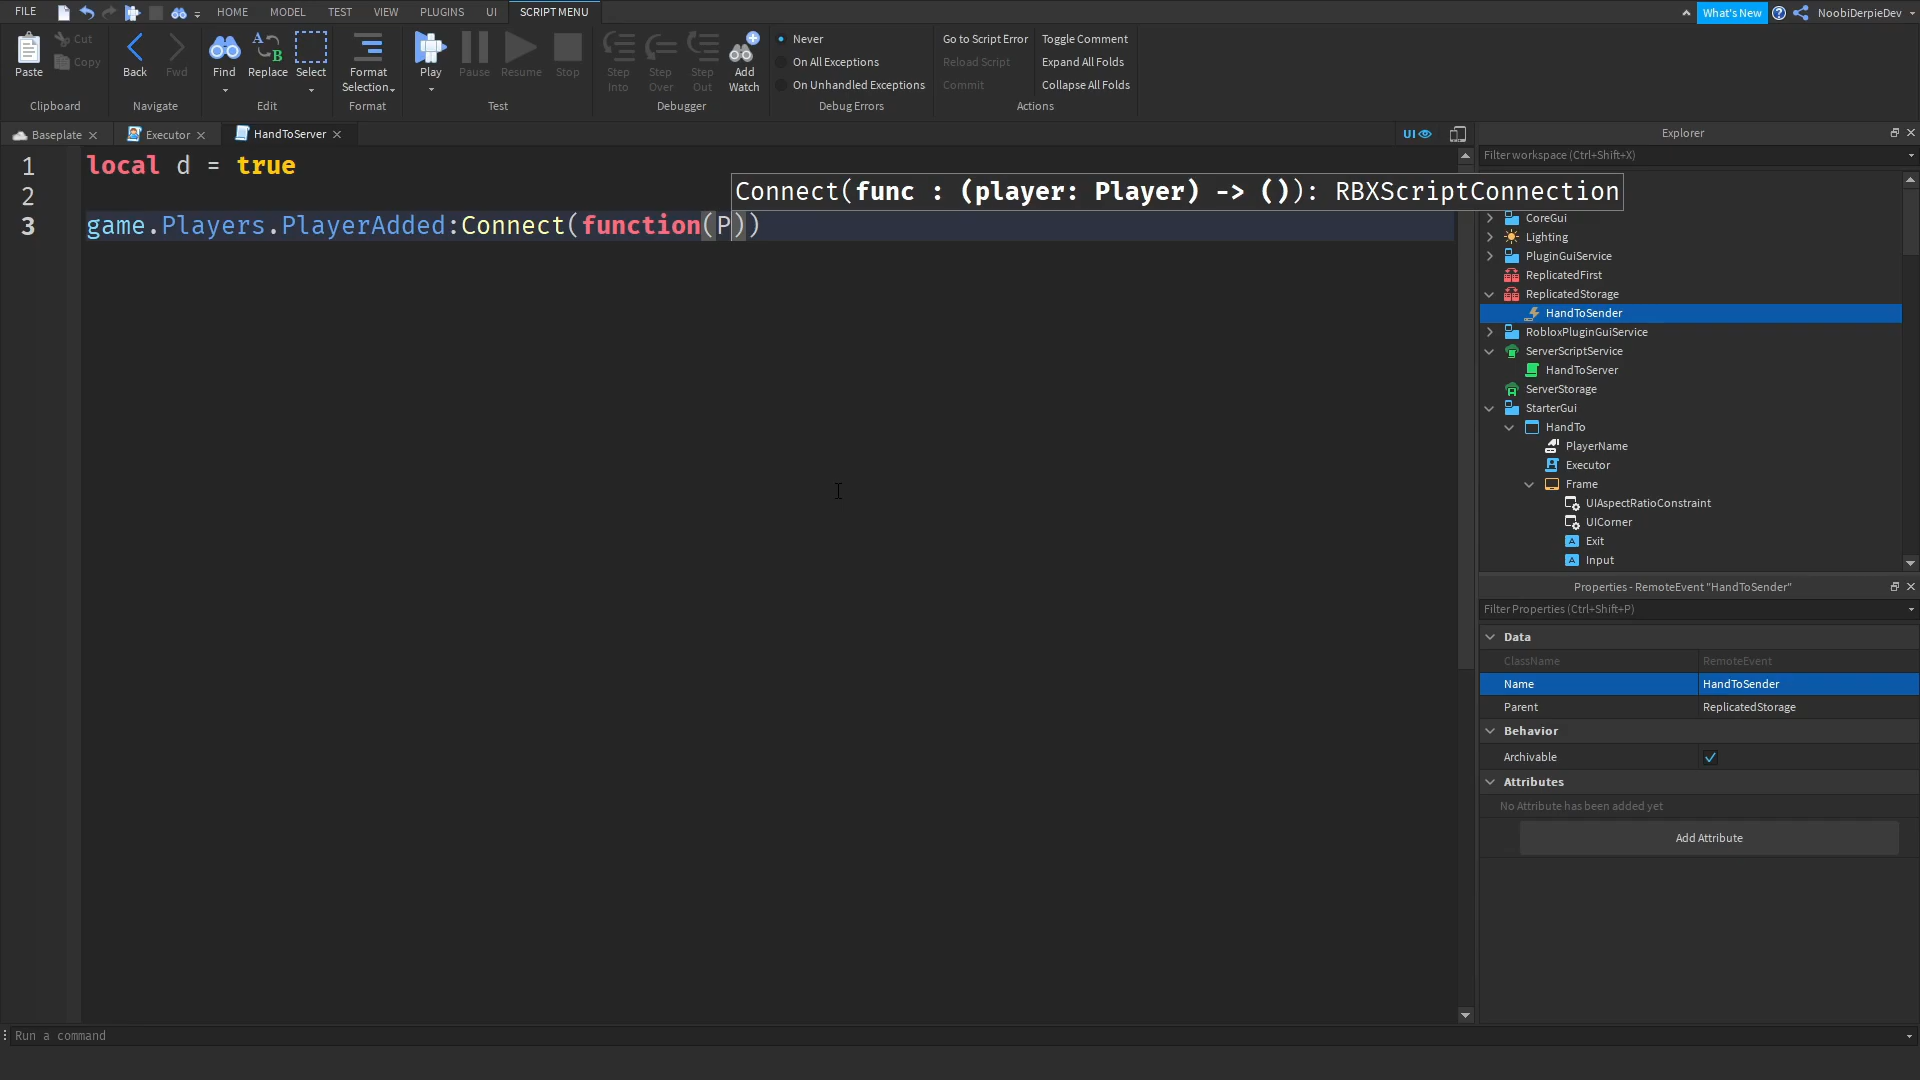 FILE HOME MODEL TEST VIEW PLUGINS UI SCRIPT MENU What's New NoobiDerpieDev
Cut
Copy
Paste
Clipboard
Back
Fwd
Navigate
Find
Replace
Select
Edit
Format
Selection
Format
Play
Pause
Resume
Stop
Test
Step
Into
Step
Over
Step
Out
Add
Watch
Debugger
Never
On All Exceptions
On Unhandled Exceptions
Debug Errors
Go to Script Error
Reload Script
Commit
Toggle Comment
Expand All Folds
Collapse All Folds
Actions
Baseplate Executor HandToServer UI
1 local d = true
2
Connect(func : (player: Player) -> ()): RBXScriptConnection
3 game.Players.PlayerAdded:Connect(function(P))
Explorer
Filter workspace (Ctrl+Shift+X)
CoreGui
Lighting
PluginGuiService
ReplicatedFirst
ReplicatedStorage
HandToSender
RobloxPluginGuiService
ServerScriptService
HandToServer
ServerStorage
StarterGui
HandTo
PlayerName
Executor
Frame
UIAspectRatioConstraint
UICorner
A Exit
A Input
Properties - RemoteEvent "HandToSender"
Filter Properties (Ctrl+Shift+P)
Data
ClassName RemoteEvent
Name HandToSender
Parent ReplicatedStorage
Behavior
Archivable
Attributes
No Attribute has been added yet
Add Attribute
Run a command